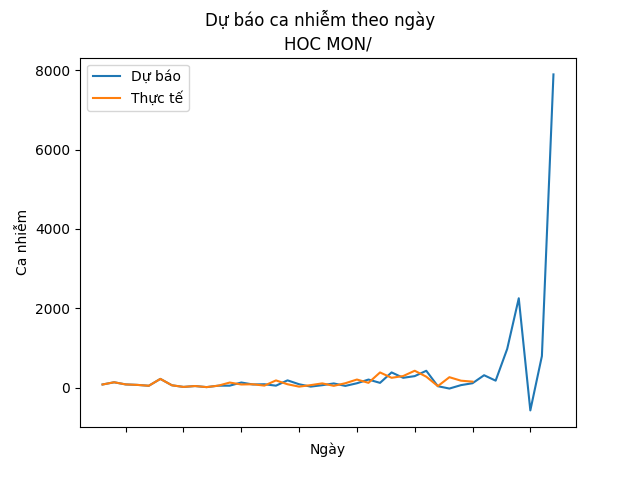 Dự báo ca nhiễm theo ngày
HOC MON/
Dự báo
Thực tế
8000
6000
4000
2000
0
Ca nhiễm
Ngày